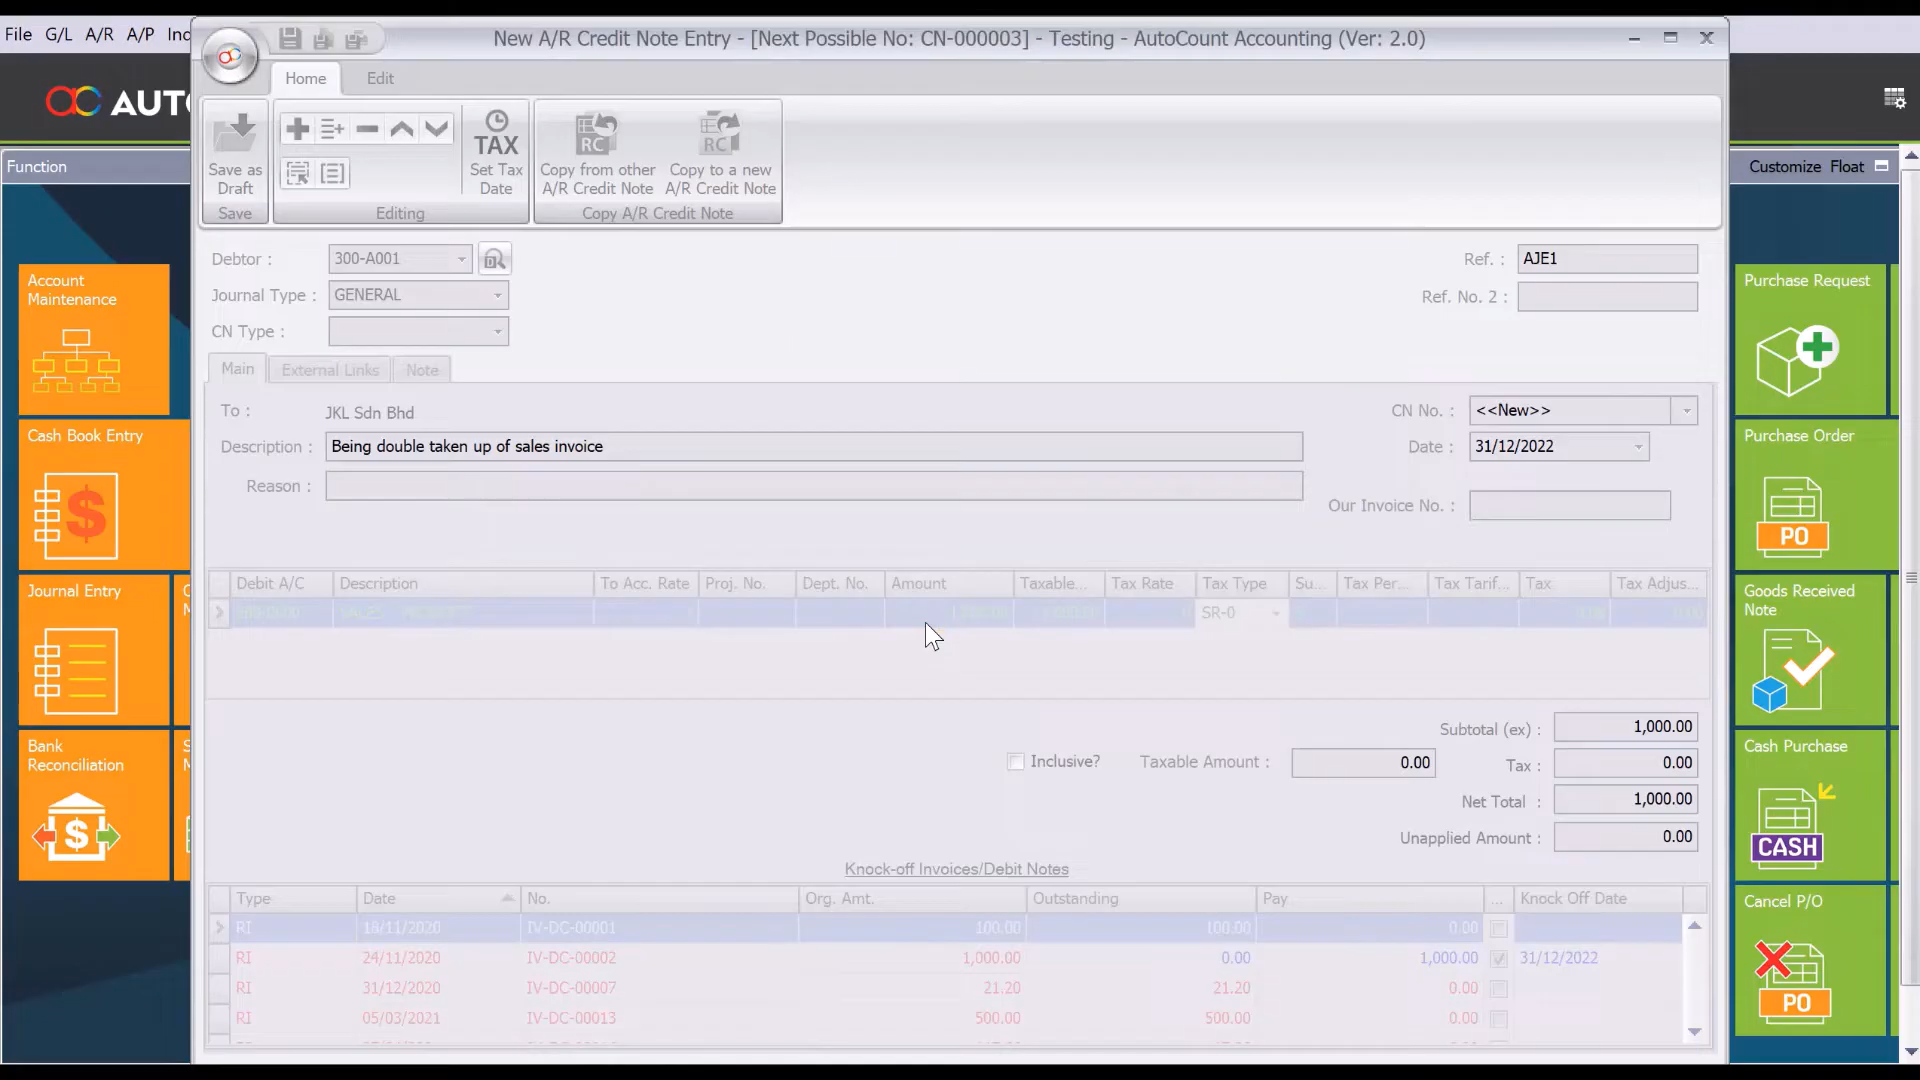 File G/L A/R A/P
New A/R Credit Note Entry - [Next Possible No: CN-000003] - Testing - AutoCount Accounting (Ver: 2.0)
Home Edit
Function
Customize Float
TAX
RC RC
Save as Draft
Set Tax Date
Copy from other A/R Credit Note
Copy to a new A/R Credit Note
Save Editing Copy A/R Credit Note
Debtor : 300-A001
Ref. : AJE1
Journal Type : GENERAL
Ref. No. 2 :
CN Type :
Main External Links Note
To : JKL Sdn Bhd
CN No. : <<New>>
Description : Being double taken up of sales invoice
Date : 31/12/2022
Reason :
Our Invoice No. :
Debit A/C Description To Acc. Rate Proj. No. Dept. No. Amount Taxable... Tax Rate Tax Type Su... Tax Per... Tax Tarif... Tax Tax Adjus...
SR-0
Subtotal (ex) : 1,000.00
Inclusive? Taxable Amount : 0.00 Tax : 0.00
Net Total : 1,000.00
Unapplied Amount : 0.00
Knock-off Invoices/Debit Notes
Type Date No. Org. Amt. Outstanding Pay ... Knock Off Date
RI 18/11/2020 IV-DC-00001 100.00 100.00 0.00
RI 24/11/2020 IV-DC-00002 1,000.00 0.00 1,000.00 31/12/2022
RI 31/12/2020 IV-DC-00007 21.20 21.20 0.00
RI 05/03/2021 IV-DC-00013 500.00 500.00 0.00
Account
Maintenance
Cash Book Entry
Journal Entry
Bank
Reconciliation
Purchase Request
Purchase Order
PO
Goods Received
Note
Cash Purchase
CASH
Cancel P/O
PO